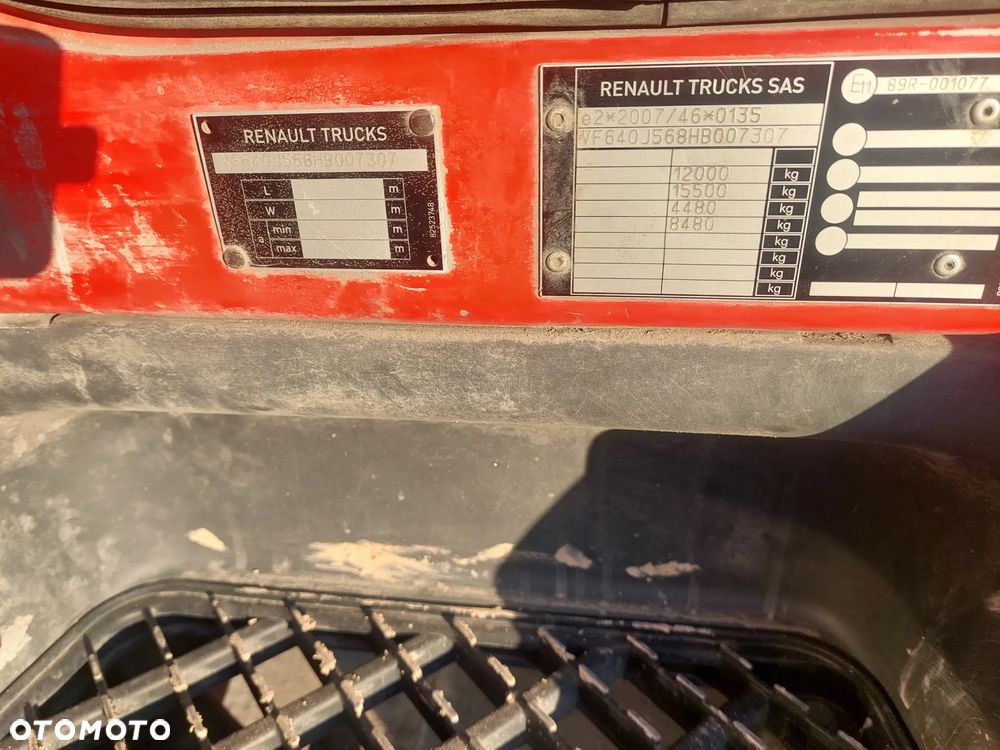 RENAULT TRUCKS
VF640J568HB007307
L m
W m
a min m
max m
82523748
RENAULT TRUCKS SAS
e2*2007/46*0135
VF640J568HB007307
12000 kg
15500 kg
4480 kg
8480 kg
kg
kg
kg
kg
E11 89R-001077
OTOMOTO